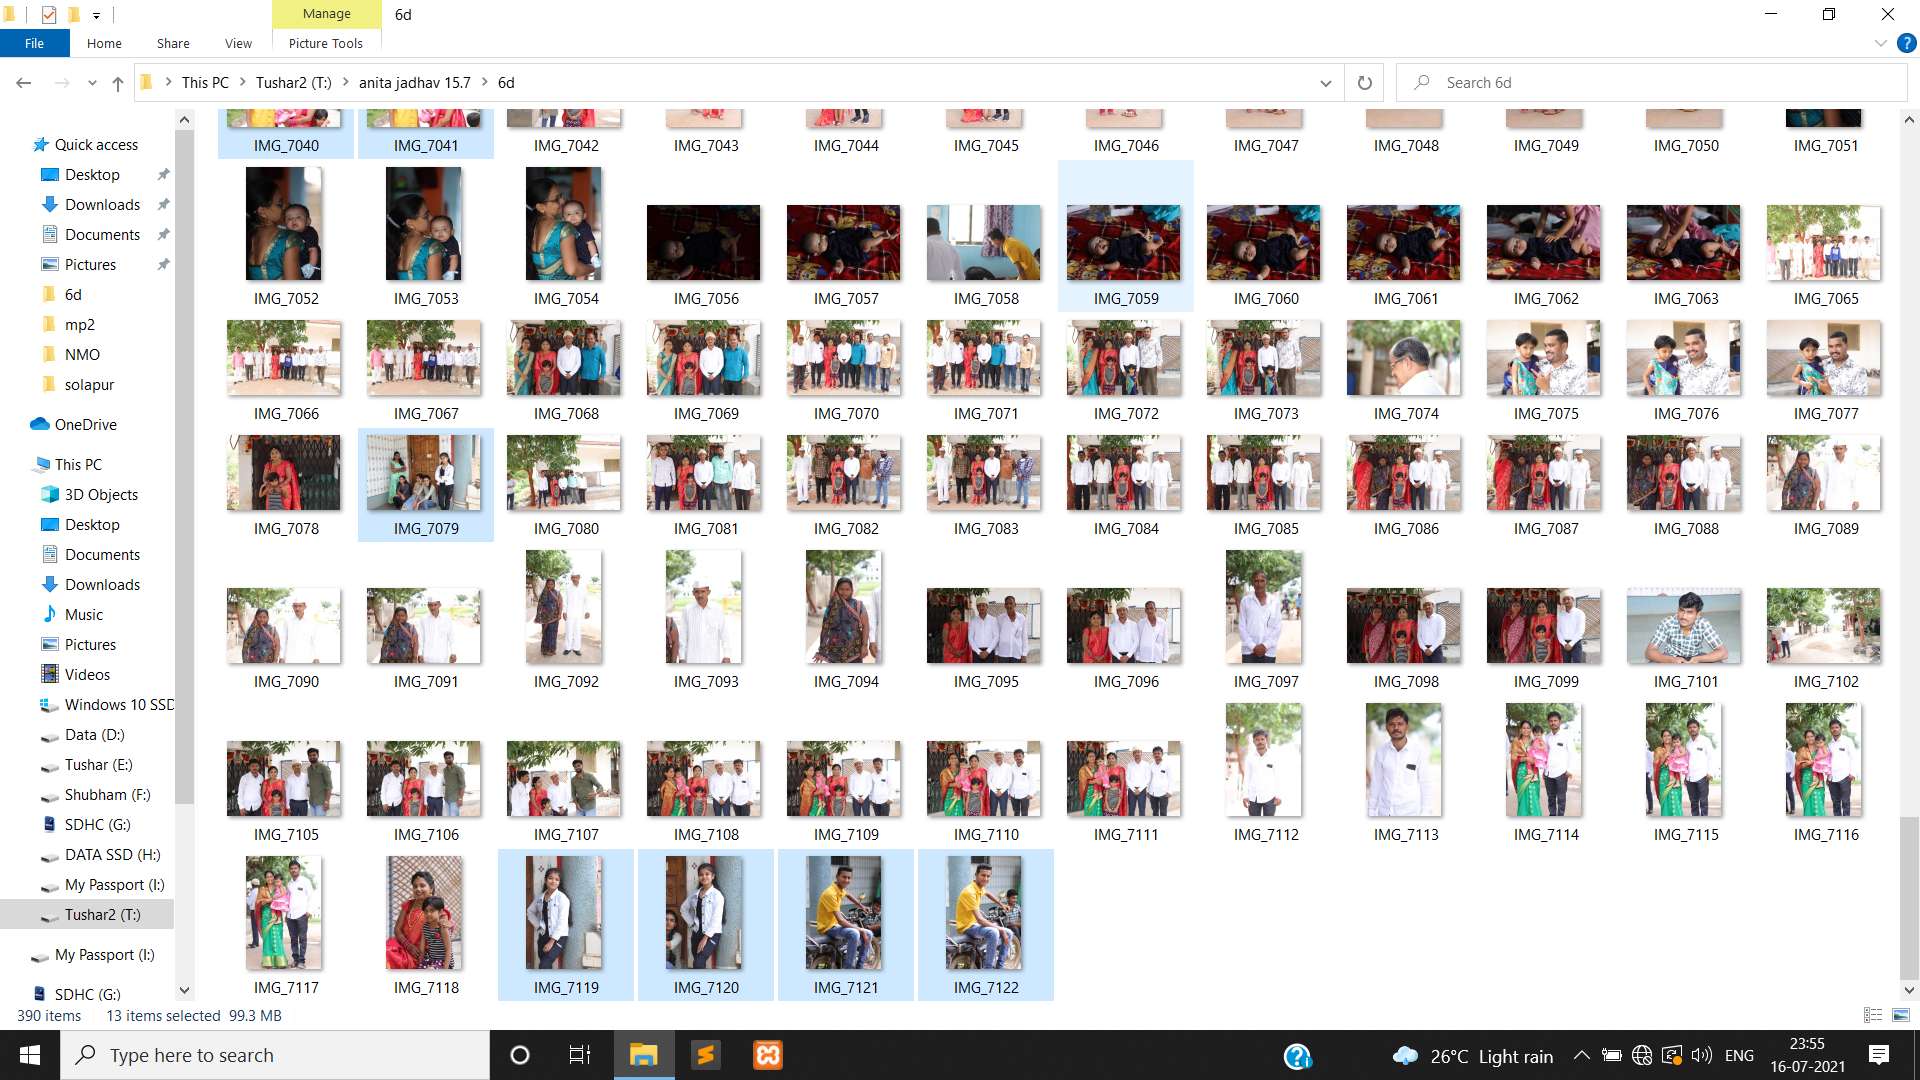 Manage 6d
File Home Share View Picture Tools
This PC Tushar2 (T:) anita jadhav 15.7 6d Search 6d
Quick access
Desktop
Downloads
Documents
Pictures
6d
mp2
NMO
solapur
OneDrive
This PC
3D Objects
Desktop
Documents
Downloads
Music
Pictures
Videos
Windows 10 SSD
Data (D:)
Tushar (E:)
Shubham (F:)
SDHC (G:)
DATA SSD (H:)
My Passport (I:)
Tushar2 (T:)
My Passport (I:)
SDHC (G:)
IMG_7040 IMG_7041 IMG_7042 IMG_7043 IMG_7044 IMG_7045 IMG_7046 IMG_7047 IMG_7048 IMG_7049 IMG_7050 IMG_7051
IMG_7052 IMG_7053 IMG_7054 IMG_7056 IMG_7057 IMG_7058 IMG_7059 IMG_7060 IMG_7061 IMG_7062 IMG_7063 IMG_7065
IMG_7066 IMG_7067 IMG_7068 IMG_7069 IMG_7070 IMG_7071 IMG_7072 IMG_7073 IMG_7074 IMG_7075 IMG_7076 IMG_7077
IMG_7078 IMG_7079 IMG_7080 IMG_7081 IMG_7082 IMG_7083 IMG_7084 IMG_7085 IMG_7086 IMG_7087 IMG_7088 IMG_7089
IMG_7090 IMG_7091 IMG_7092 IMG_7093 IMG_7094 IMG_7095 IMG_7096 IMG_7097 IMG_7098 IMG_7099 IMG_7101 IMG_7102
IMG_7105 IMG_7106 IMG_7107 IMG_7108 IMG_7109 IMG_7110 IMG_7111 IMG_7112 IMG_7113 IMG_7114 IMG_7115 IMG_7116
IMG_7117 IMG_7118 IMG_7119 IMG_7120 IMG_7121 IMG_7122
390 items 13 items selected 99.3 MB
Type here to search 26°C Light rain ENG 23:55
16-07-2021